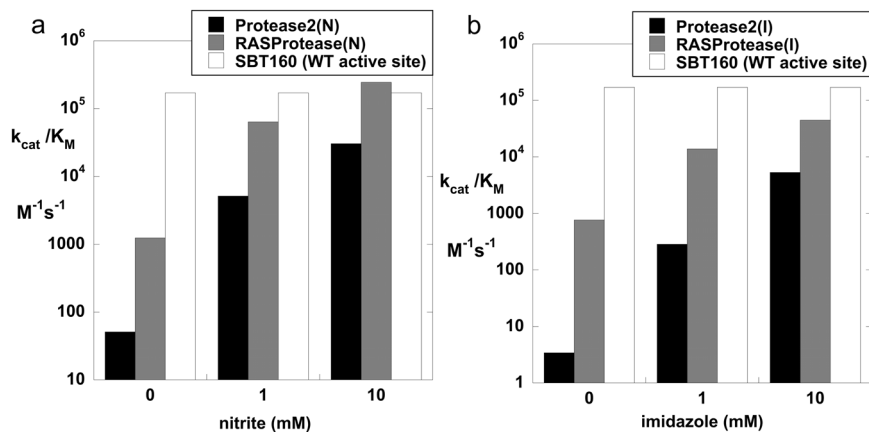 a
Protease2(N)
RASProtease(N)
SBT160 (WT active site)
10^6
10^5
10^4
1000
100
10
k_cat /K_M
M^-1 s^-1
0 1 10
nitrite (mM)
b
Protease2(I)
RASProtease(I)
SBT160 (WT active site)
10^6
10^5
10^4
1000
100
10
1
k_cat /K_M
M^-1 s^-1
0 1 10
imidazole (mM)